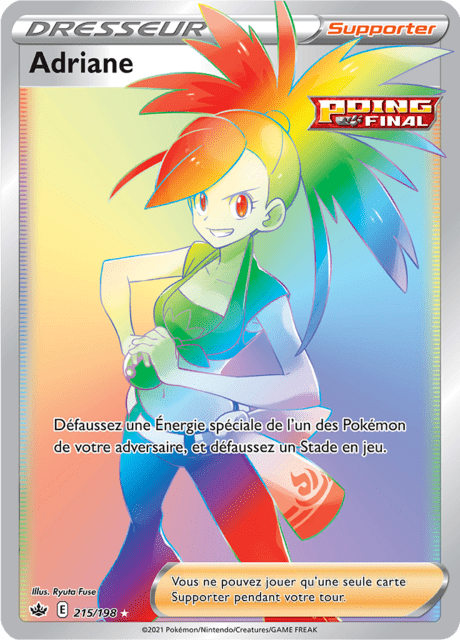 DRESSEUR Supporter
Adriane
POING
FINAL
Défaussez une Énergie spéciale de l'un des Pokémon
de votre adversaire, et défaussez un Stade en jeu.
Illus. Ryuta Fuse
E 215/198 ★
Vous ne pouvez jouer qu'une seule carte
Supporter pendant votre tour.
©2021 Pokémon/Nintendo/Creatures/GAME FREAK